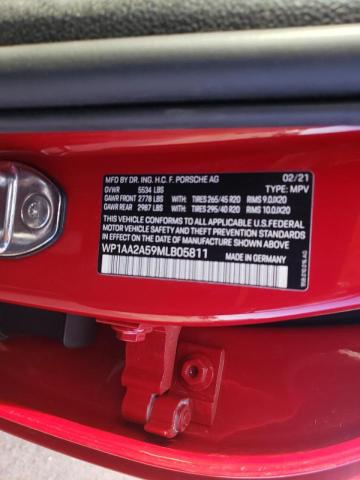 MFD BY DR. ING. H.C. F. PORSCHE AG 02/21
GVWR 5534 LBS TYPE: MPV
GAWR FRONT 2778 LBS WITH: TIRES 265/45 R20 RIMS 9.0JX20
GAWR REAR 2987 LBS WITH: TIRES 295/40 R20 RIMS 10.0JX20
THIS VEHICLE CONFORMS TO ALL APPLICABLE U.S.FEDERAL
MOTOR VEHICLE SAFETY, BUMPER, AND THEFT PREVENTION
STANDARDS IN EFFECT ON THE DATE OF MANUFACTURE
SHOWN ABOVE.
WP1AA2A59MLB05811 MADE IN GERMANY